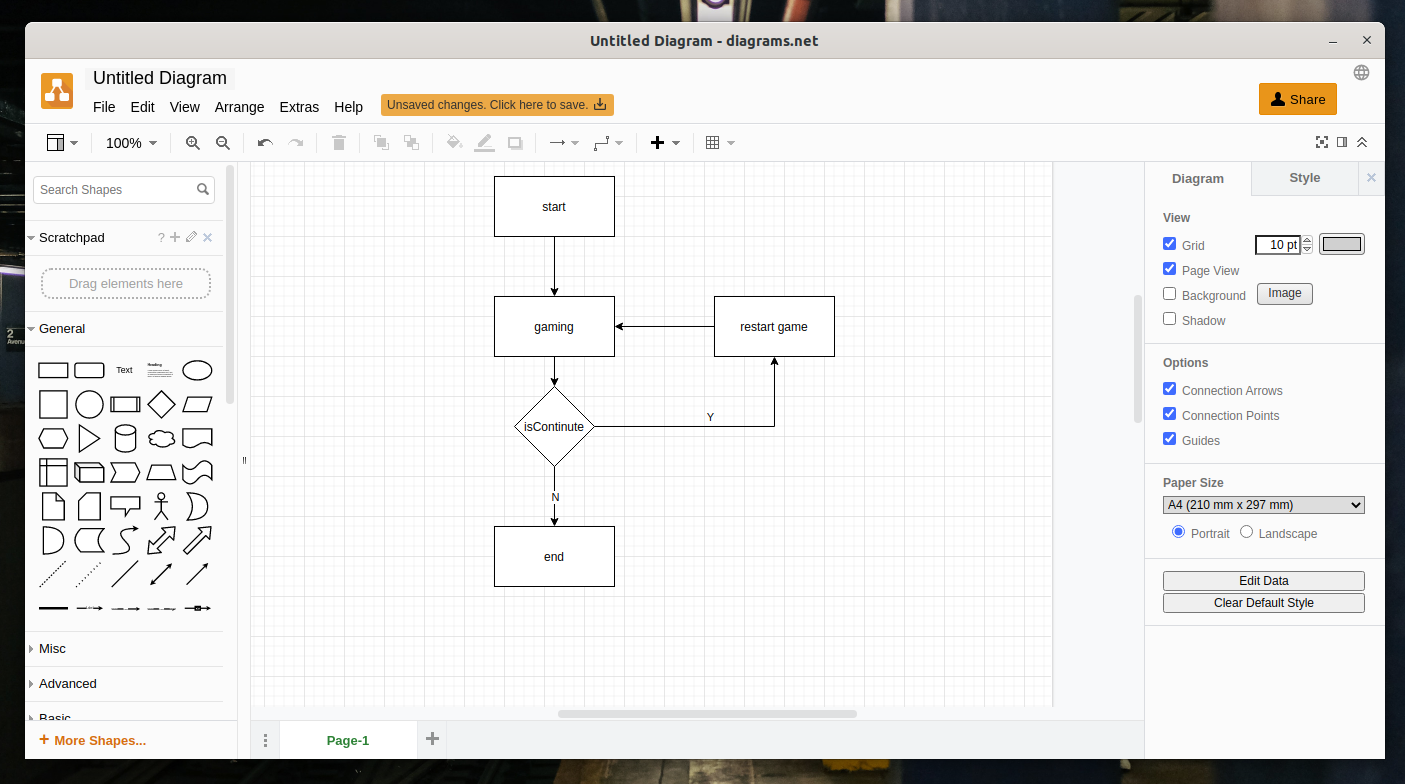 Untitled Diagram - diagrams.net
Untitled Diagram
File Edit View Arrange Extras Help
Unsaved changes. Click here to save.
Share
100%
Search Shapes
Scratchpad
?
Drag elements here
General
Text
Heading
Misc
Advanced
Basic
+ More Shapes...
start
gaming
restart game
isContinute
Y
N
end
Page-1
Diagram
Style
View
Grid
10 pt
Page View
Background
Image
Shadow
Options
Connection Arrows
Connection Points
Guides
Paper Size
A4 (210 mm x 297 mm)
Portrait
Landscape
Edit Data
Clear Default Style
2